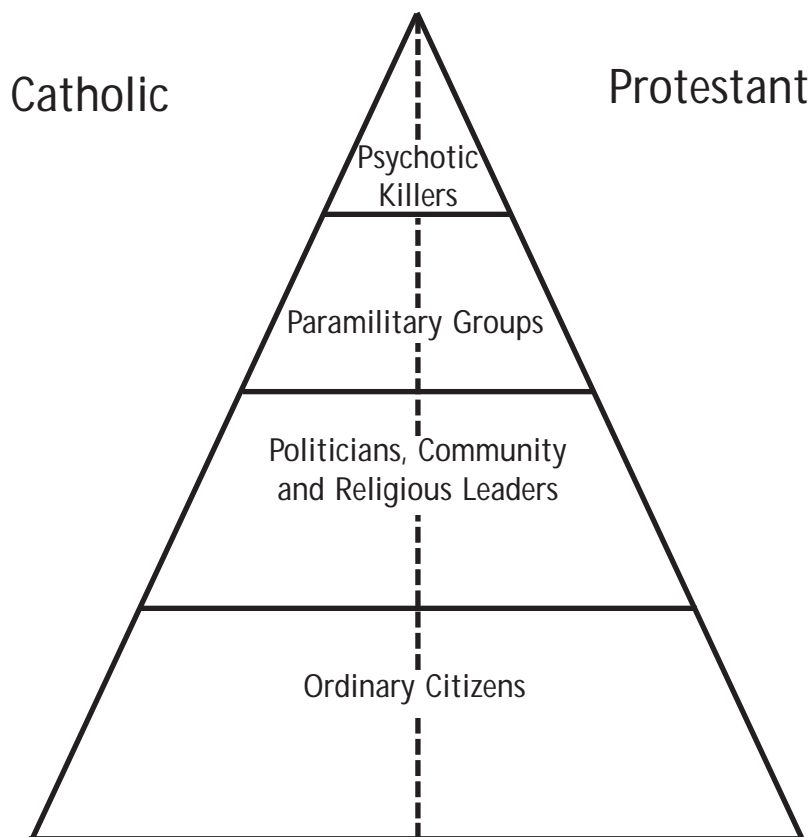 Catholic
Protestant
Psychotic
Killers
Paramilitary Groups
Politicians, Community
and Religious Leaders
Ordinary Citizens